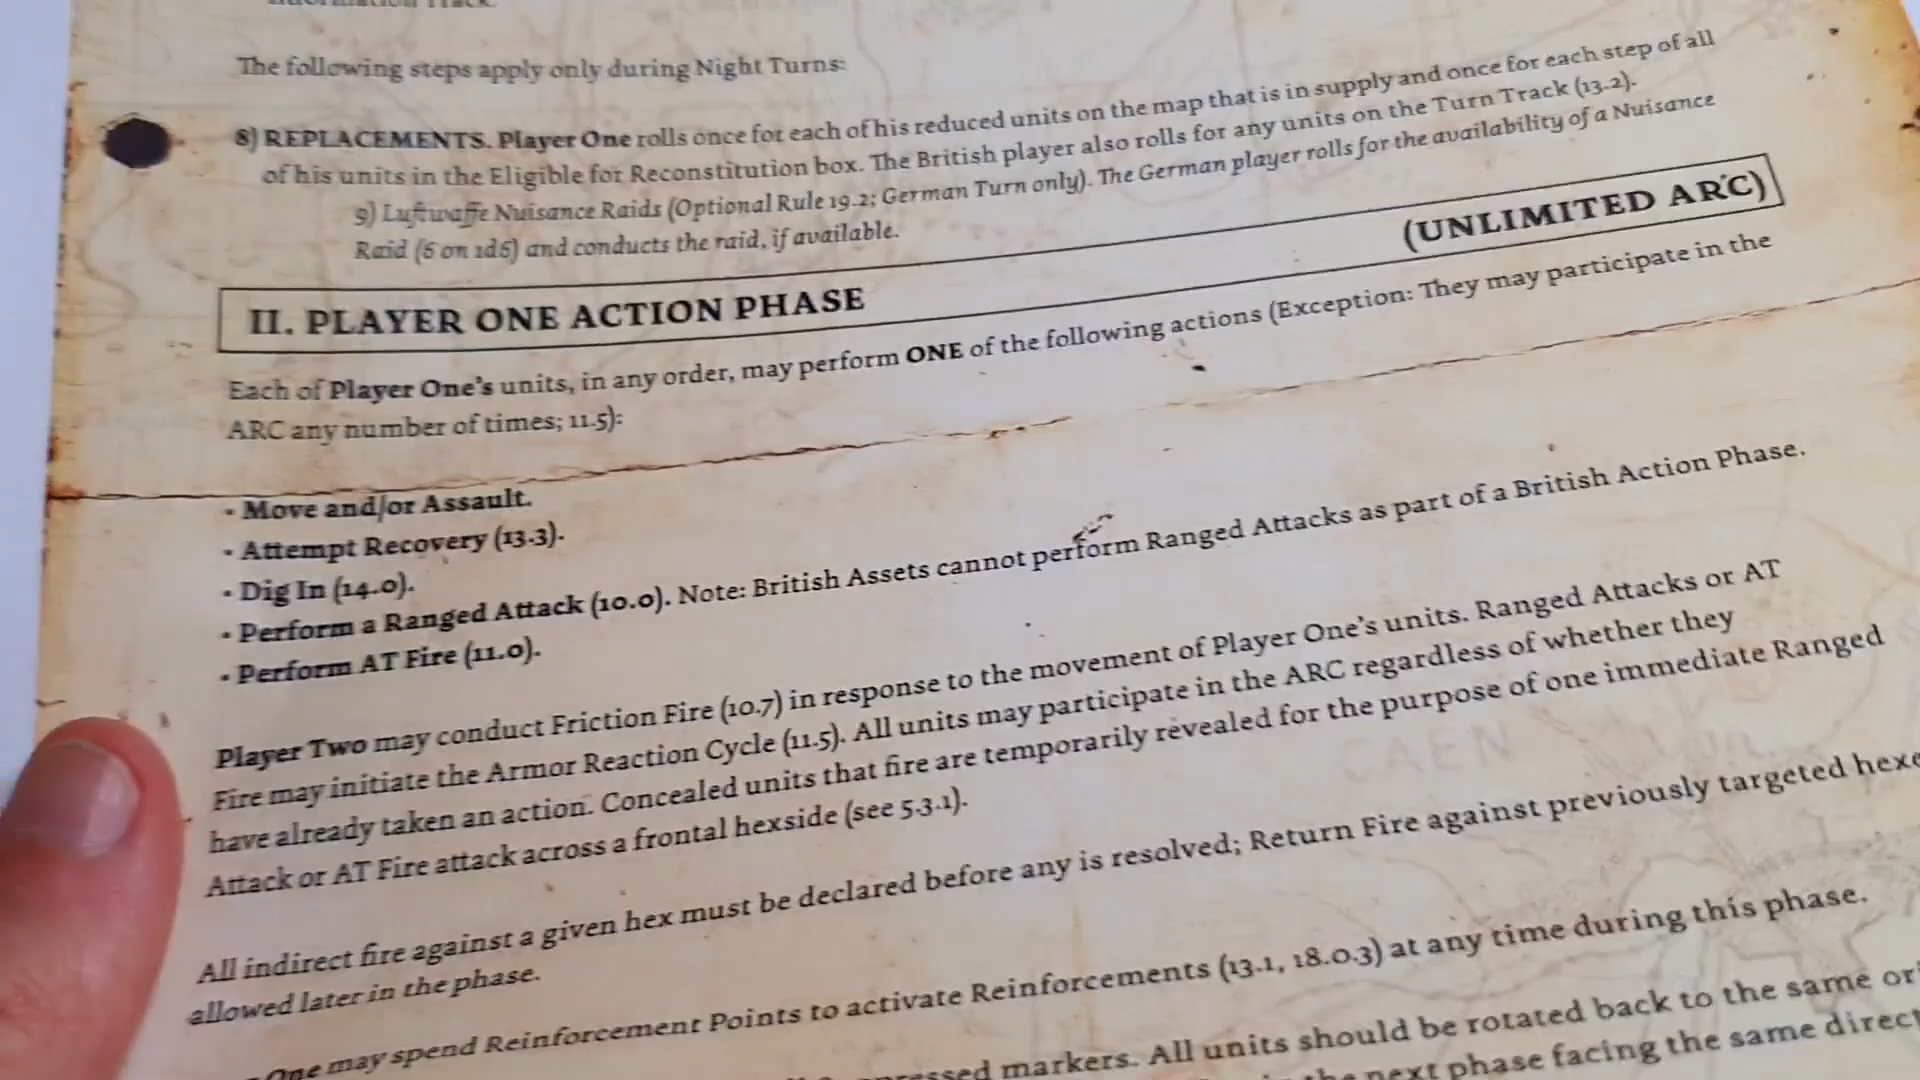 The following steps apply only during Night Turns:
8) REPLACEMENTS. Player One rolls once for each of his reduced units on the map that is in supply and once for each step of all
of his units in the Eligible for Reconstitution box. The British player also rolls for any units on the Turn Track (13.2).
9) Luftwaffe Nuisance Raids (Optional Rule 19.2; German Turn only). The German player rolls for the availability of a Nuisance
Raid (6 on 1d6) and conducts the raid, if available.
II. PLAYER ONE ACTION PHASE (UNLIMITED ARC)
Each of Player One's units, in any order, may perform ONE of the following actions (Exception: They may participate in the
ARC any number of times; 11.5):
- Move and/or Assault.
- Attempt Recovery (13.3).
- Dig In (14.0).
- Perform a Ranged Attack (10.0). Note: British Assets cannot perform Ranged Attacks as part of a British Action Phase.
- Perform AT Fire (11.0).
Player Two may conduct Friction Fire (10.7) in response to the movement of Player One's units. Ranged Attacks or AT
Fire may initiate the Armor Reaction Cycle (11.5). All units may participate in the ARC regardless of whether they
have already taken an action. Concealed units that fire are temporarily revealed for the purpose of one immediate Ranged
Attack or AT Fire attack across a frontal hexside (see 5.3.1).
CAEN
All indirect fire against a given hex must be declared before any is resolved; Return Fire against previously targeted hexe
allowed later in the phase.
One may spend Reinforcement Points to activate Reinforcements (13.1, 18.0.3) at any time during this phase.
markers. All units should be rotated back to the same
next phase facing the same direct